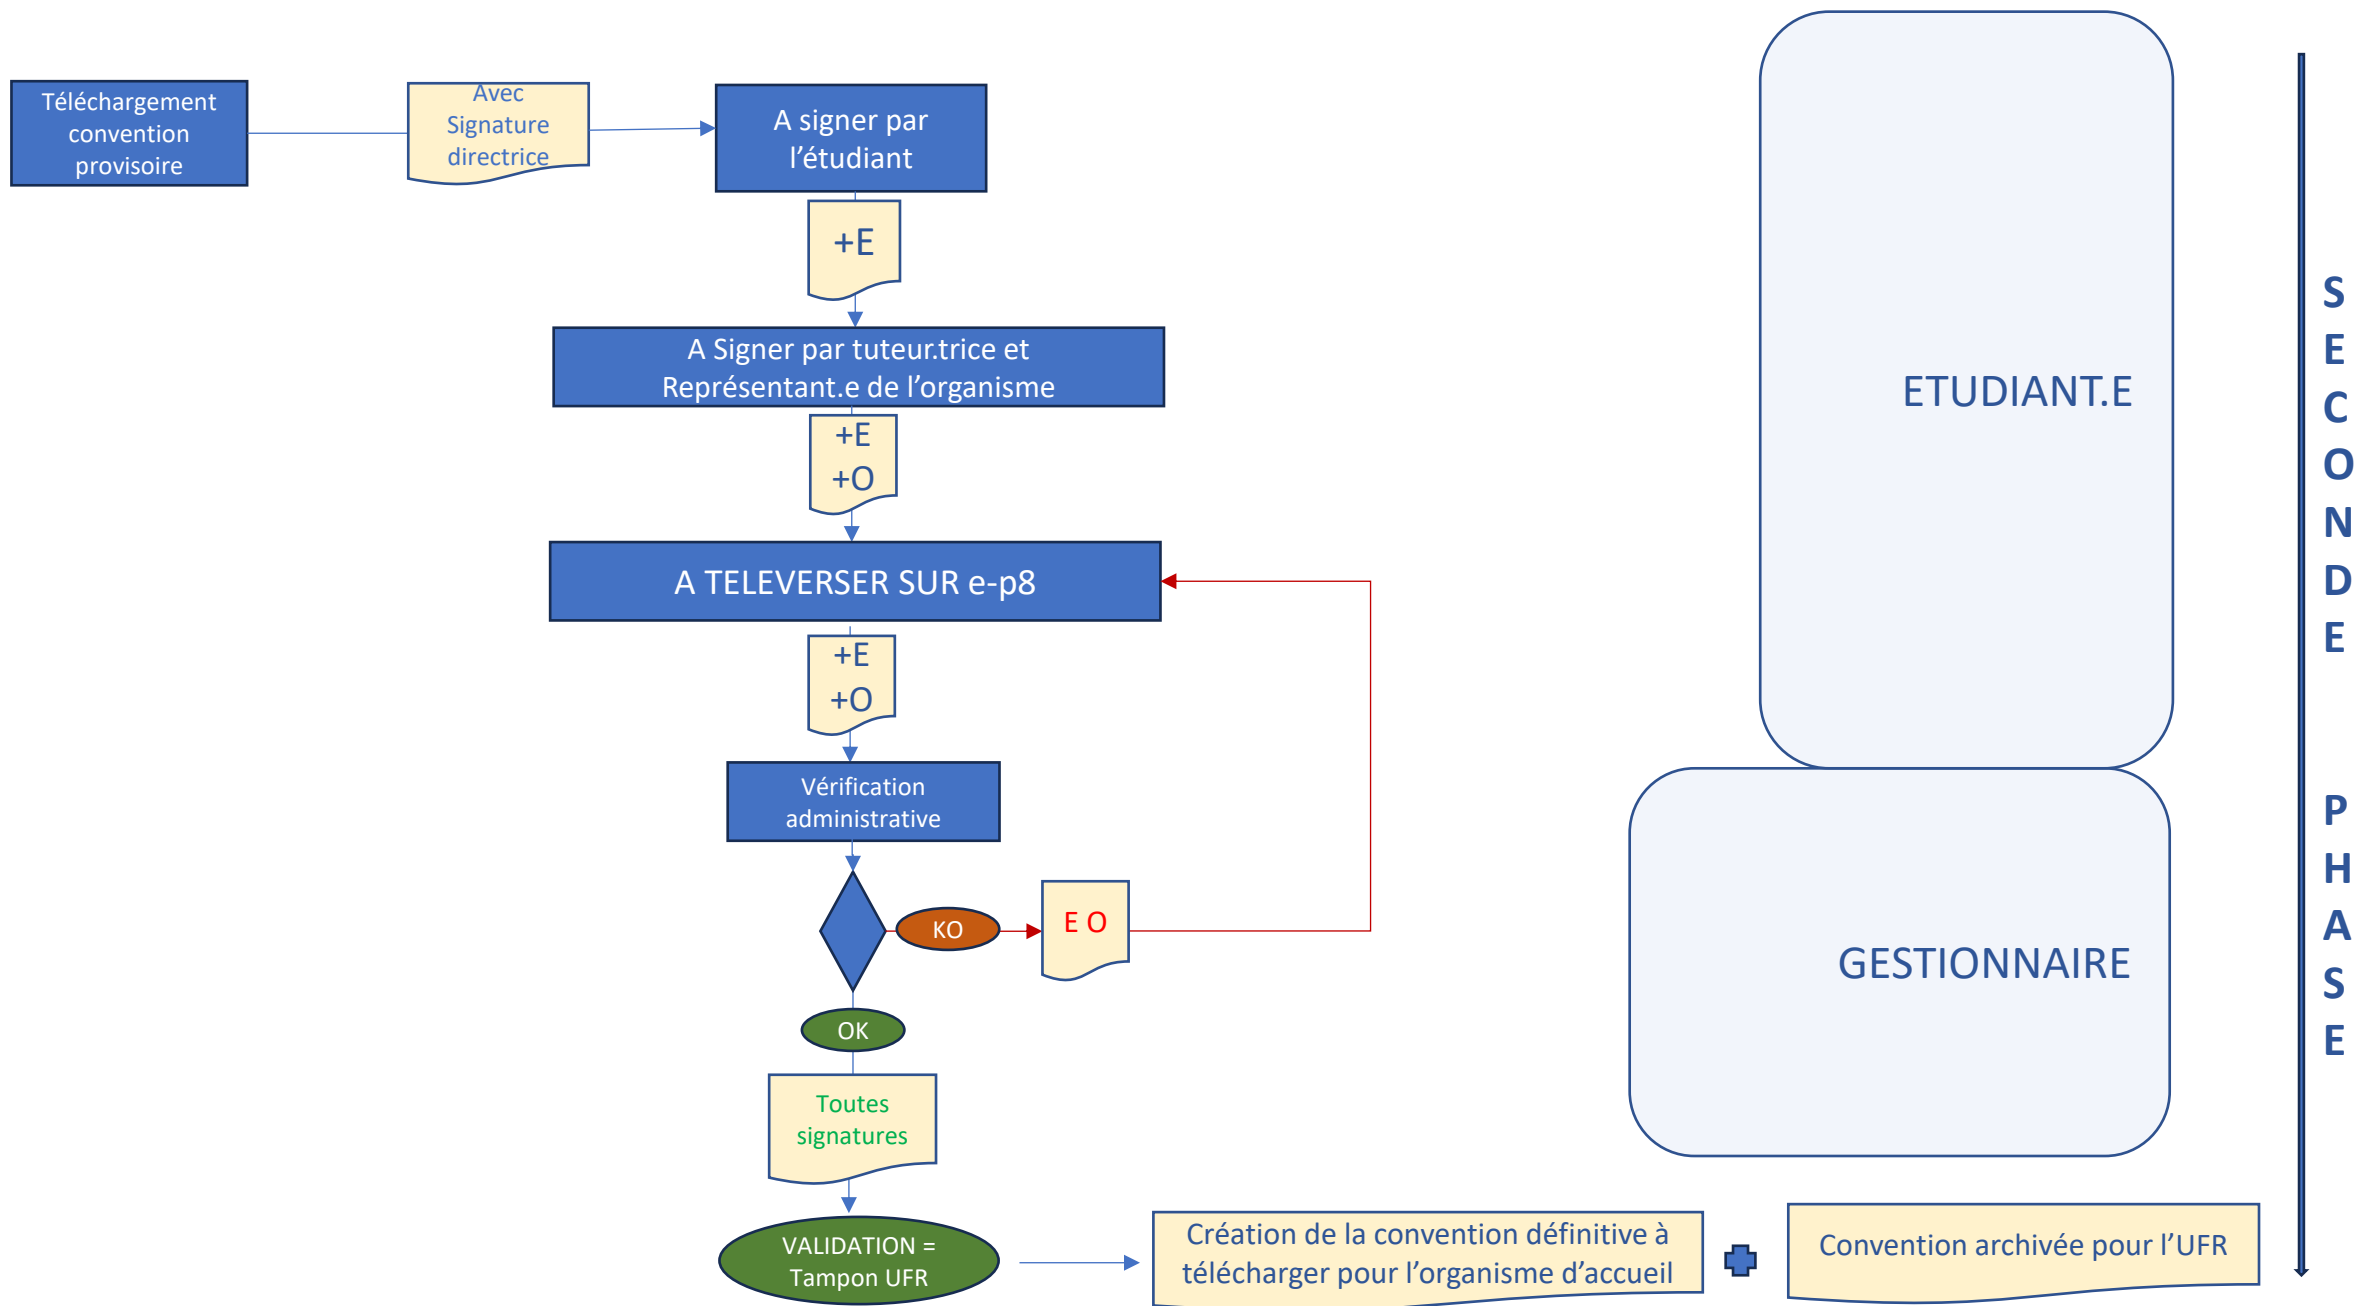 Téléchargement
convention
provisoire
Avec
Signature
directrice
A signer par
l’étudiant
+E
A Signer par tuteur.trice et
Représentant.e de l’organisme
+E
+O
A TELEVERSER SUR e-p8
+E
+O
Vérification
administrative
KO
E O
OK
Toutes
signatures
VALIDATION =
Tampon UFR
Création de la convention définitive à
télécharger pour l’organisme d’accueil
Convention archivée pour l’UFR
ETUDIANT.E
GESTIONNAIRE
S
E
C
O
N
D
E
P
H
A
S
E